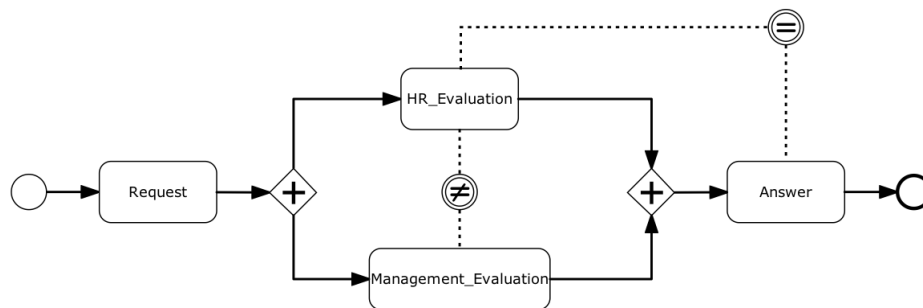 =
HR_Evaluation
Request
+
≠
+
Answer
Management_Evaluation